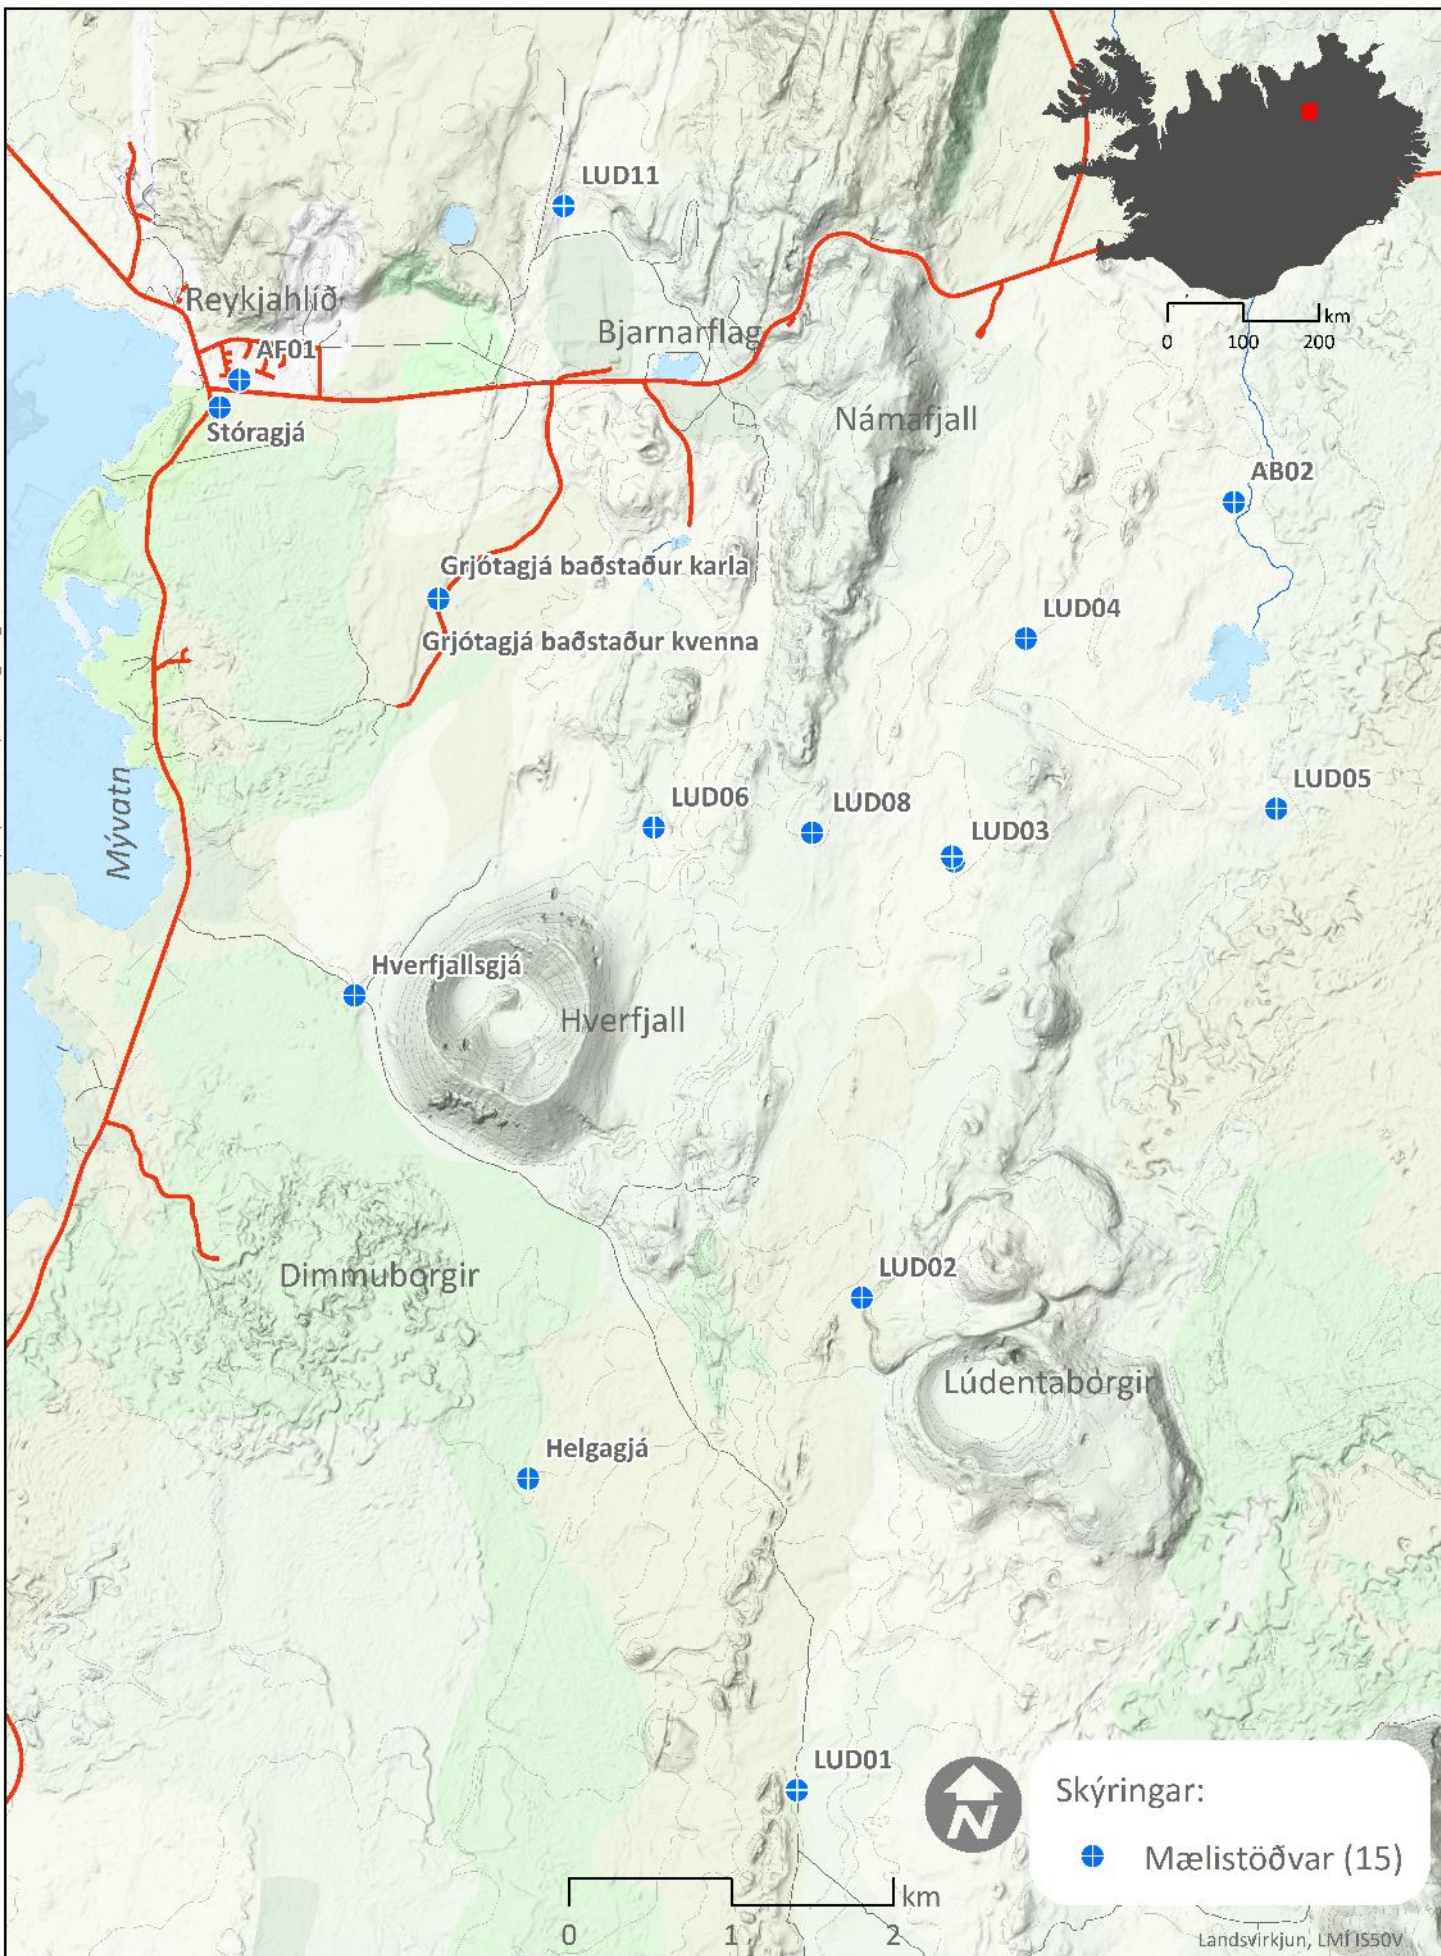 LUD11
Reykjahlíð
km
0 100 200
Bjarnarflag
AF01
Námafjall
Stóragjá
AB02
Grjótagjá baðstaður karla
LUD04
Grjótagjá baðstaður kvenna
Mývatn
LUD05
LUD06
LUD08
LUD03
Hverfjallsgjá
Hverfjall
LUD02
Dimmuborgir
Lúdentaborgir
Helgagjá
LUD01
N
Skýringar:
Mælistöðvar (15)
km
0 1 2
Landsvirkjun, LMÍ IS50V